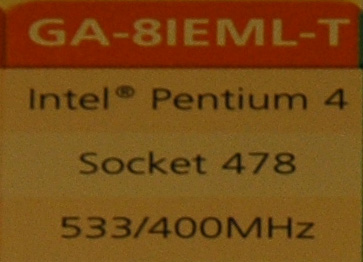 GA-8IEML-T
Intel® Pentium 4
Socket 478
533/400MHz